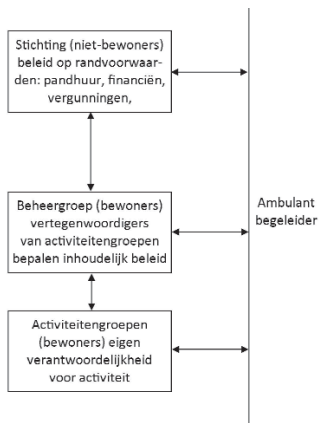 Stichting (niet-bewoners)
beleid op randvoorwaar-
den: pandhuur, financiën,
vergunningen,
Beheergroep (bewoners)
vertegenwoordigers
van activiteitengroepen
bepalen inhoudelijk beleid
Ambulant
begeleider
Activiteitengroepen
(bewoners) eigen
verantwoordelijkheid
voor activiteit